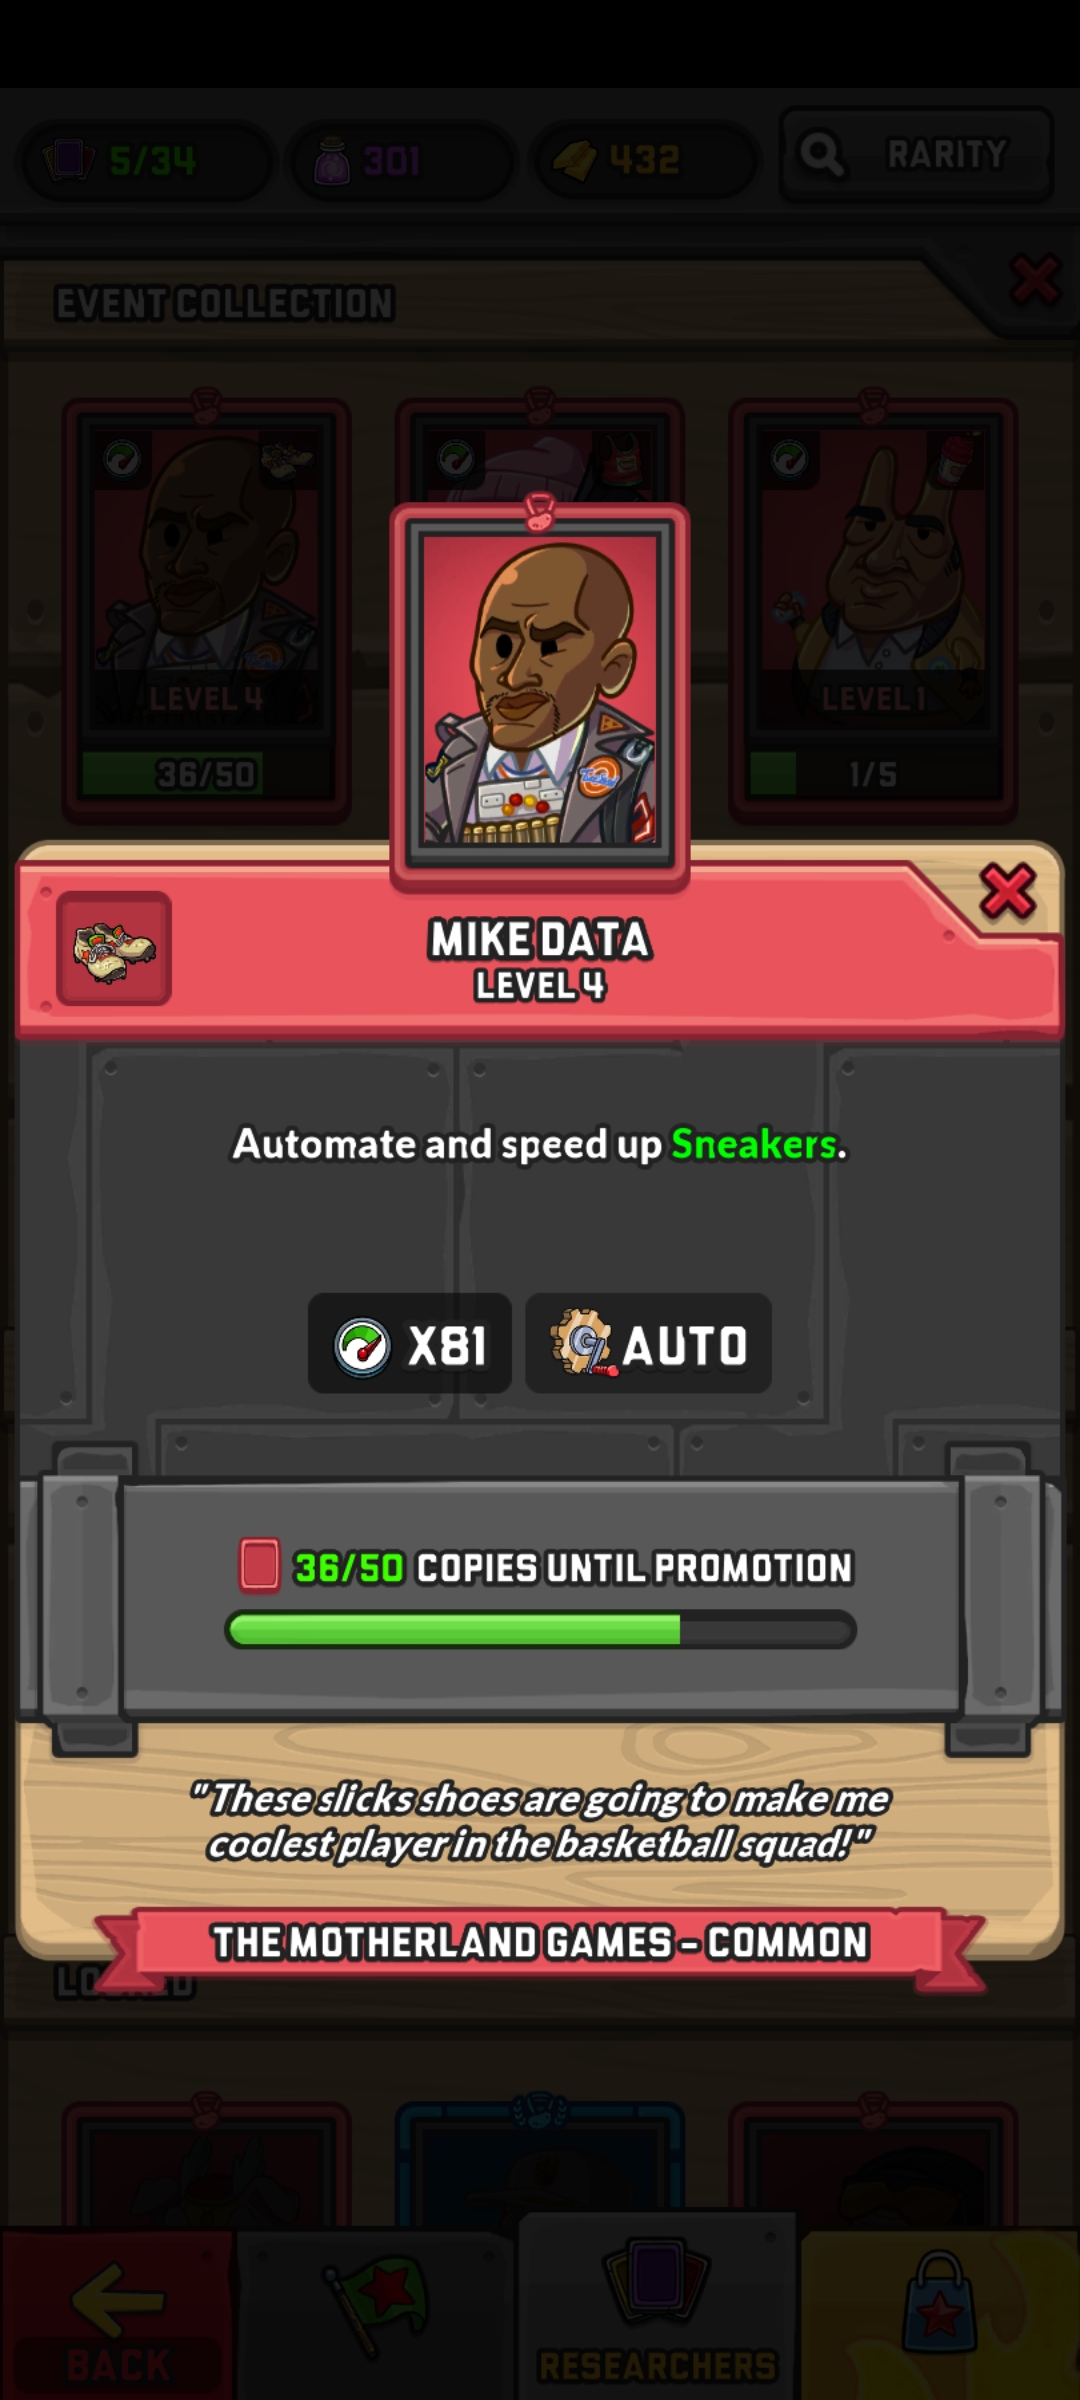 5/34
301
432
RARITY
EVENT COLLECTION
LEVEL 4
LEVEL 1
36/50
1/5
MIKE DATA
LEVEL 4
Automate and speed up Sneakers.
X81
AUTO
36/50 COPIES UNTIL PROMOTION
"These slicks shoes are going to make me
coolest player in the basketball squad!"
THE MOTHERLAND GAMES - COMMON
BACK
RESEARCHERS